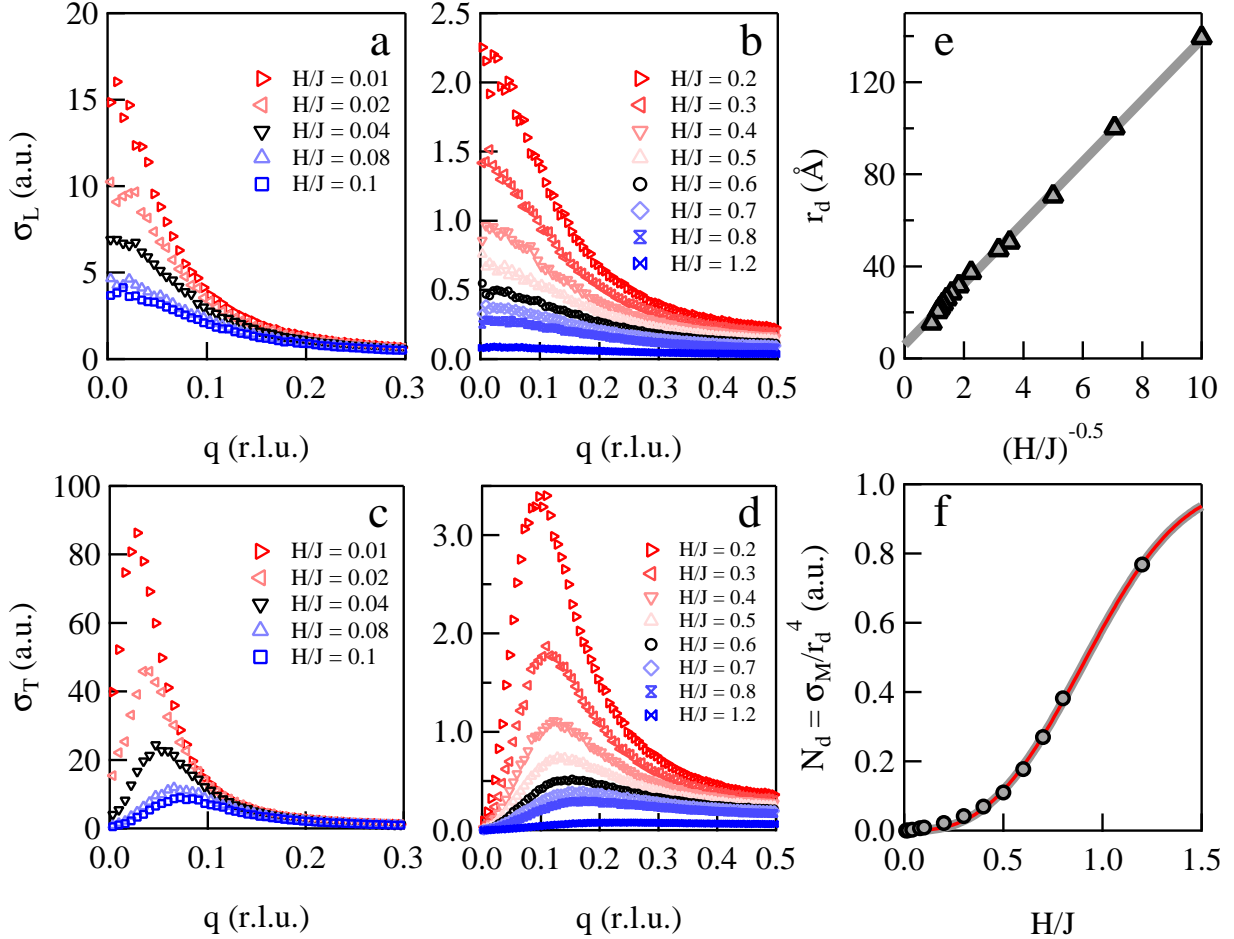 20
15
10
5
0
0.0
0.1
0.2
0.3
σL (a.u.)
q (r.l.u.)
a
H/J = 0.01
H/J = 0.02
H/J = 0.04
H/J = 0.08
H/J = 0.1
2.5
2.0
1.5
1.0
0.5
0.0
0.0
0.1
0.2
0.3
0.4
0.5
q (r.l.u.)
b
H/J = 0.2
H/J = 0.3
H/J = 0.4
H/J = 0.5
H/J = 0.6
H/J = 0.7
H/J = 0.8
H/J = 1.2
e
120
80
40
0
rd (Å)
0
2
4
6
8
10
(H/J)^-0.5
100
80
60
40
20
0
σT (a.u.)
0.0
0.1
0.2
0.3
q (r.l.u.)
c
H/J = 0.01
H/J = 0.02
H/J = 0.04
H/J = 0.08
H/J = 0.1
3.0
2.0
1.0
0.0
0.0
0.1
0.2
0.3
0.4
0.5
q (r.l.u.)
d
H/J = 0.2
H/J = 0.3
H/J = 0.4
H/J = 0.5
H/J = 0.6
H/J = 0.7
H/J = 0.8
H/J = 1.2
f
1.0
0.8
0.6
0.4
0.2
0.0
Nd = σM/rd^4 (a.u.)
0.0
0.5
1.0
1.5
H/J